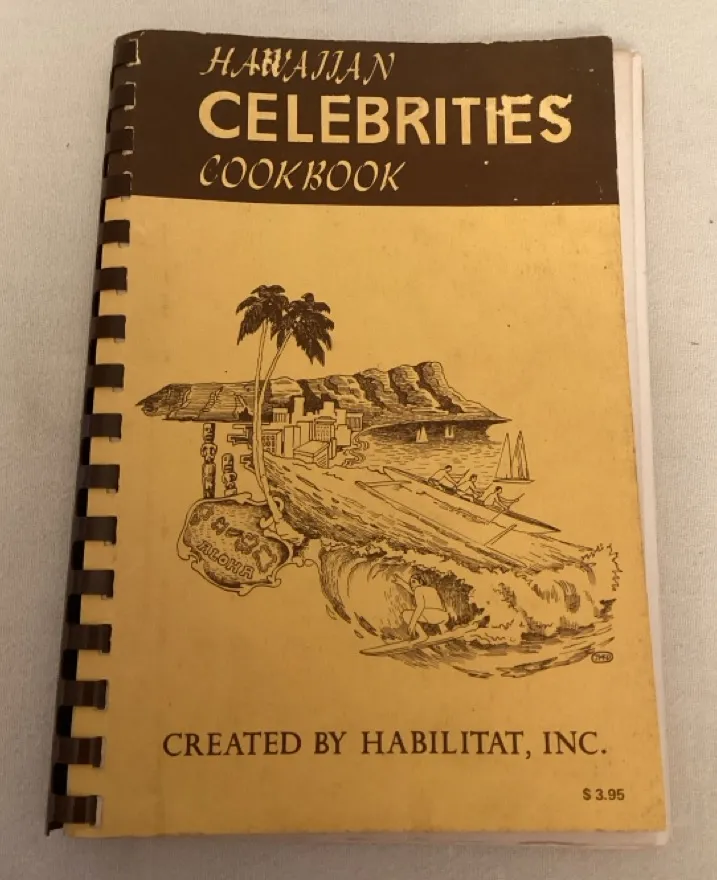 HAWAIIAN
CELEBRITIES
COOKBOOK
ALOHA
CREATED BY HABILITAT, INC.
$ 3.95